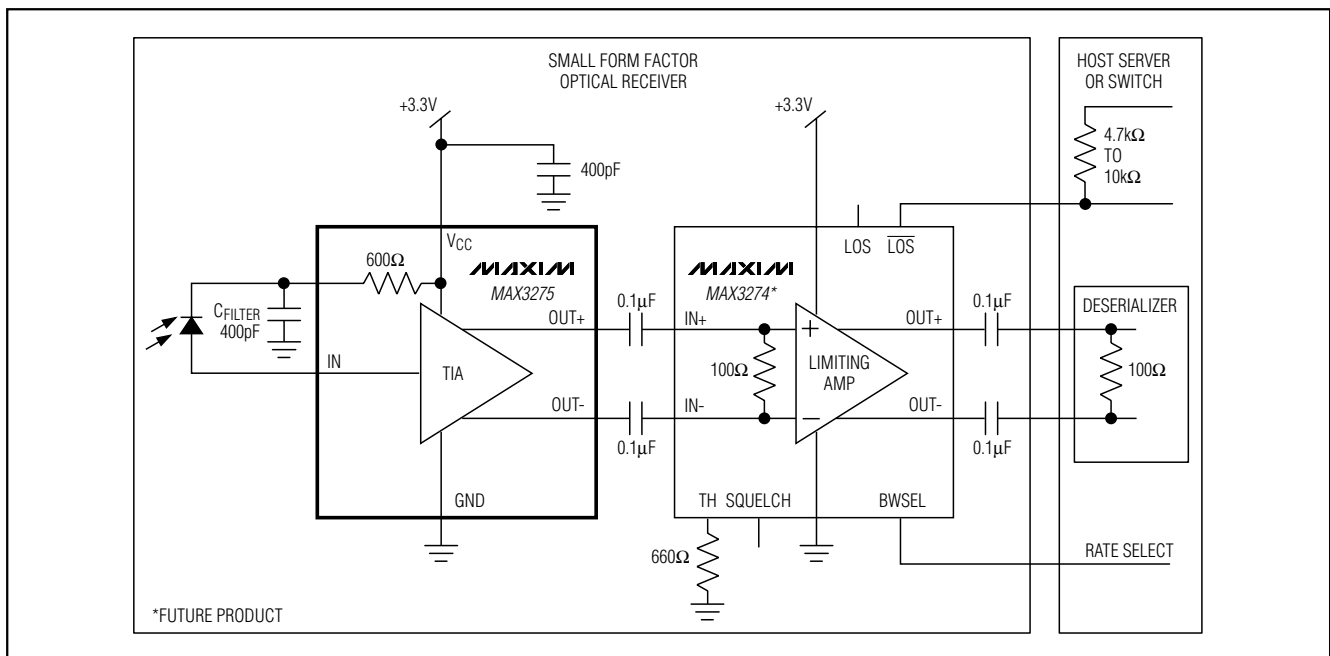 SMALL FORM FACTOR
OPTICAL RECEIVER
HOST SERVER
OR SWITCH
+3.3V
+3.3V
4.7kΩ
TO
10kΩ
400pF
VCC
LOS
LOS
600Ω
MAXIM
MAX3275
MAXIM
MAX3274*
CFILTER
400pF
0.1μF
0.1μF
OUT+
IN+
OUT+
DESERIALIZER
IN
TIA
100Ω
LIMITING
AMP
100Ω
+
−
OUT-
IN-
OUT-
0.1μF
0.1μF
GND
TH SQUELCH
BWSEL
660Ω
RATE SELECT
*FUTURE PRODUCT